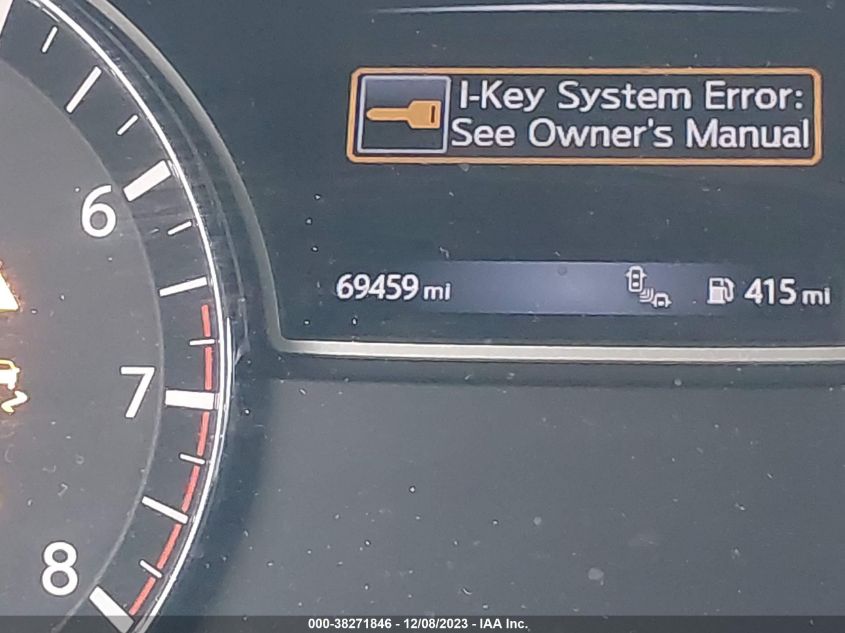 I-Key System Error:
See Owner's Manual
6
69459 mi
415 mi
7
8
000-38271846 - 12/08/2023 - IAA Inc.